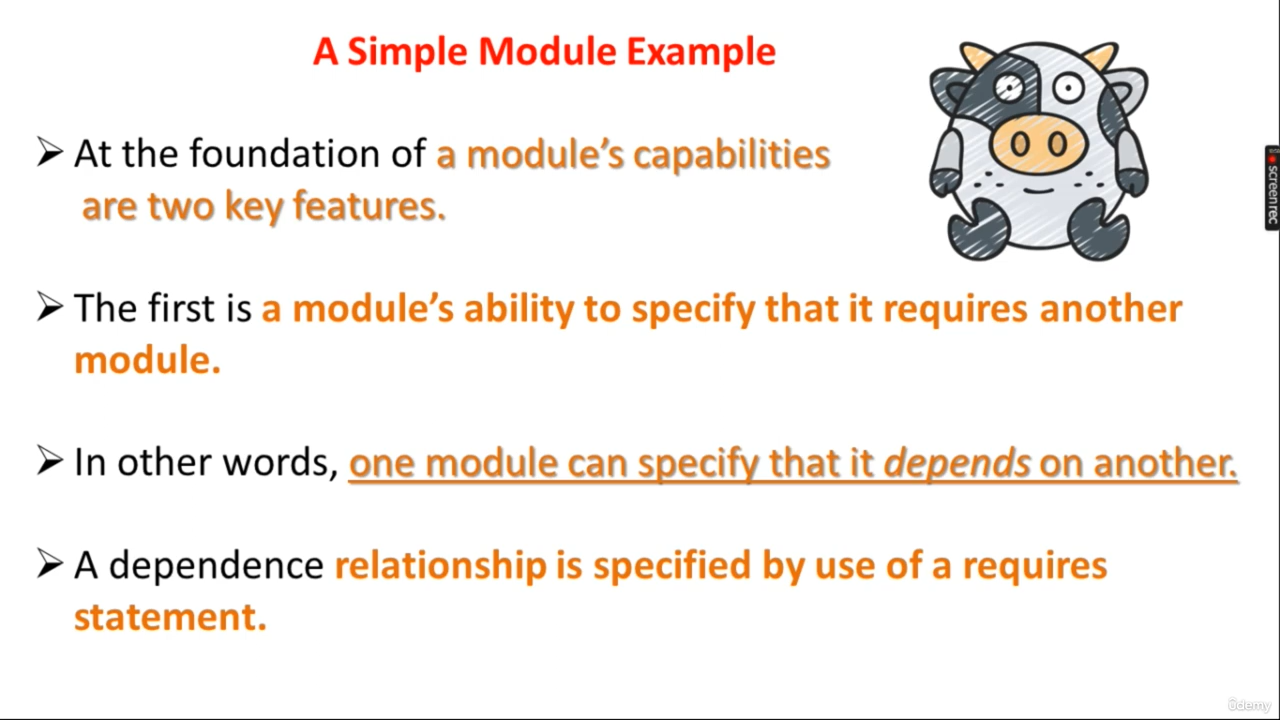 A Simple Module Example
➢ At the foundation of a module’s capabilities
are two key features.
➢ The first is a module’s ability to specify that it requires another
module.
➢ In other words, one module can specify that it depends on another.
➢ A dependence relationship is specified by use of a requires
statement.
screenrec
ûdemy